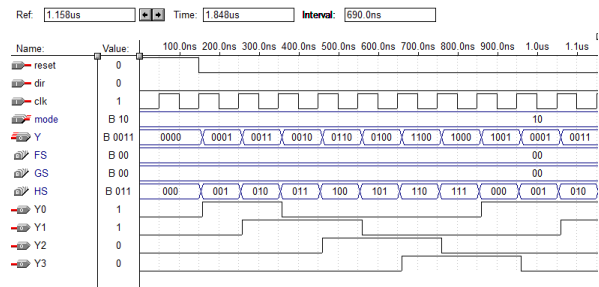 Ref: 1.158us Time: 1.848us Interval: 690.0ns
Name: Value: 100.0ns 200.0ns 300.0ns 400.0ns 500.0ns 600.0ns 700.0ns 800.0ns 900.0ns 1.0us 1.1us
reset 0
dir 0
clk 1
mode B 10 10
Y B 0011 0000 0001 0011 0010 0110 0100 1100 1000 1001 0001 0011
FS B 00 00
GS B 00 00
HS B 011 000 001 010 011 100 101 110 111 000 001 010
Y0 1
Y1 1
Y2 0
Y3 0